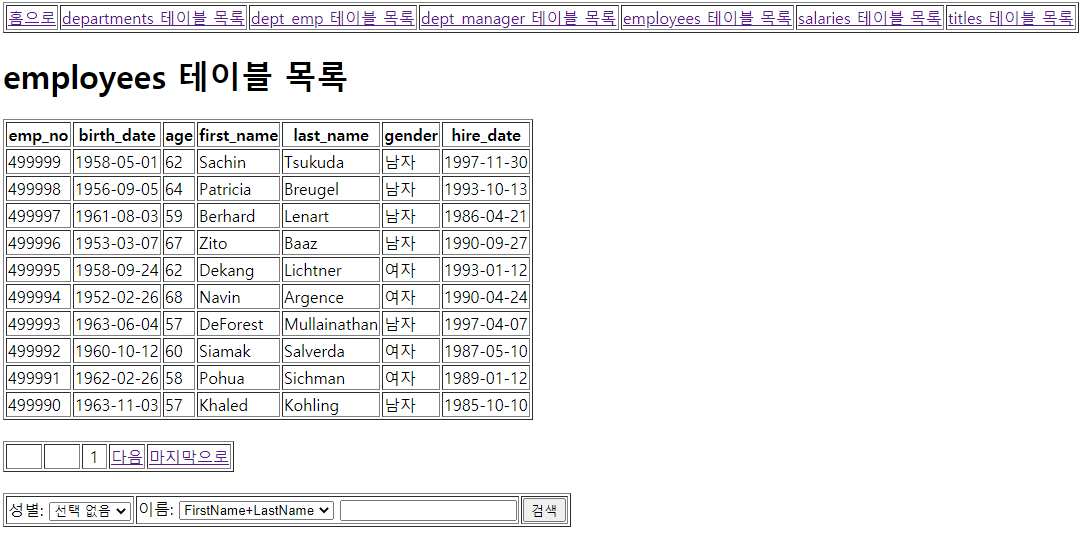 홈으로 departments 테이블 목록 dept_emp 테이블 목록 dept_manager 테이블 목록 employees 테이블 목록 salaries 테이블 목록 titles 테이블 목록
employees 테이블 목록
emp_no birth_date age first_name last_name gender hire_date
499999 1958-05-01 62 Sachin Tsukuda 남자 1997-11-30
499998 1956-09-05 64 Patricia Breugel 남자 1993-10-13
499997 1961-08-03 59 Berhard Lenart 남자 1986-04-21
499996 1953-03-07 67 Zito Baaz 남자 1990-09-27
499995 1958-09-24 62 Dekang Lichtner 여자 1993-01-12
499994 1952-02-26 68 Navin Argence 여자 1990-04-24
499993 1963-06-04 57 DeForest Mullainathan 남자 1997-04-07
499992 1960-10-12 60 Siamak Salverda 여자 1987-05-10
499991 1962-02-26 58 Pohua Sichman 여자 1989-01-12
499990 1963-11-03 57 Khaled Kohling 남자 1985-10-10
1 다음 마지막으로
성별: 선택 없음 이름: FirstName+LastName 검색